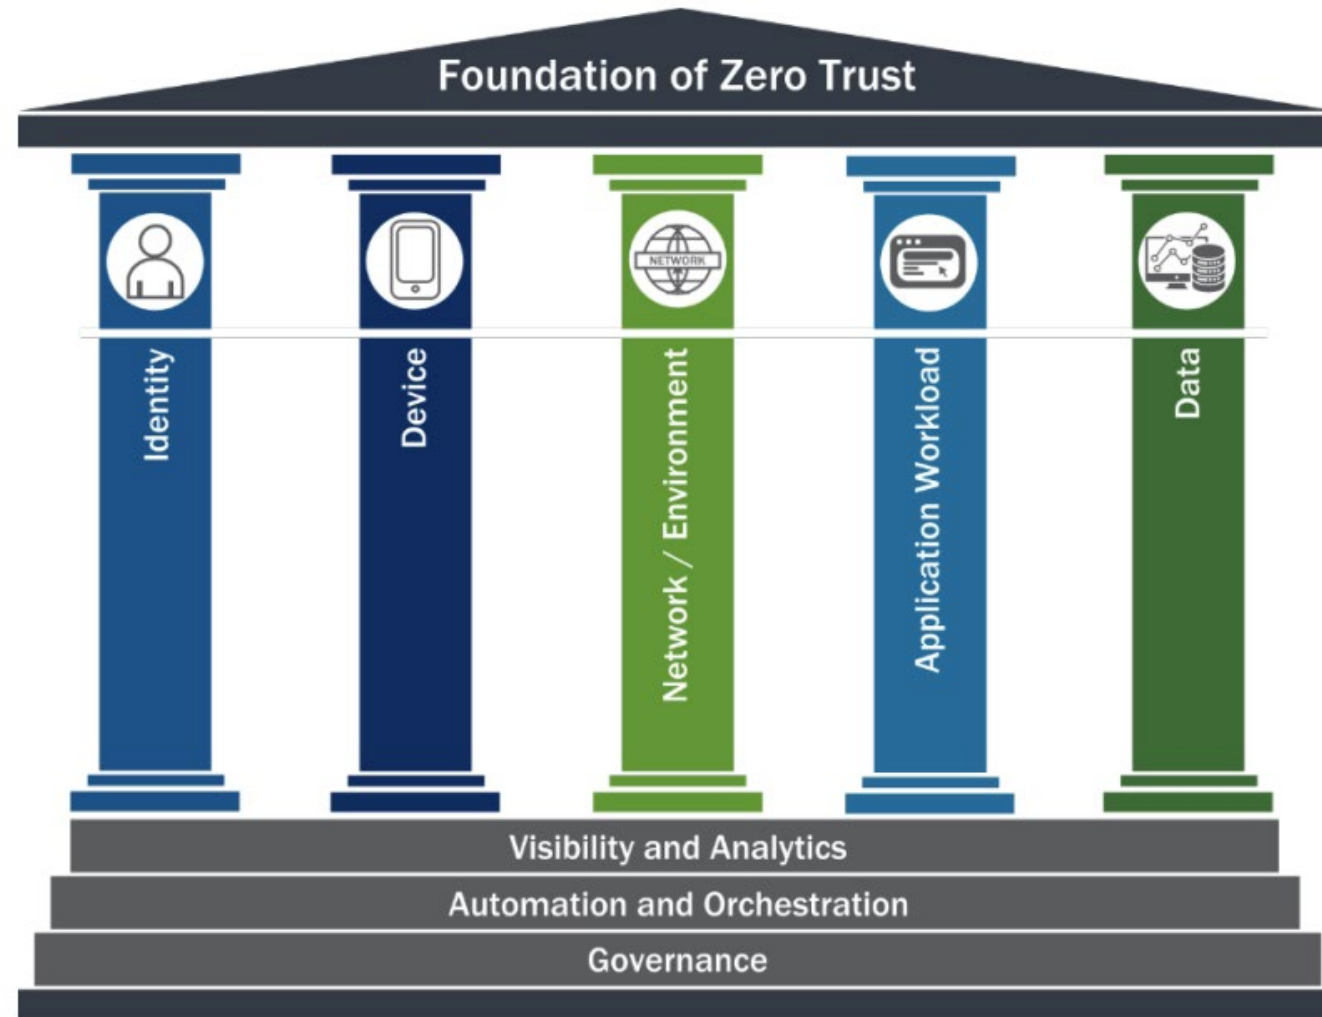 Foundation of Zero Trust
NETWORK
Identity
Device
Network / Environment
Application Workload
Data
Visibility and Analytics
Automation and Orchestration
Governance